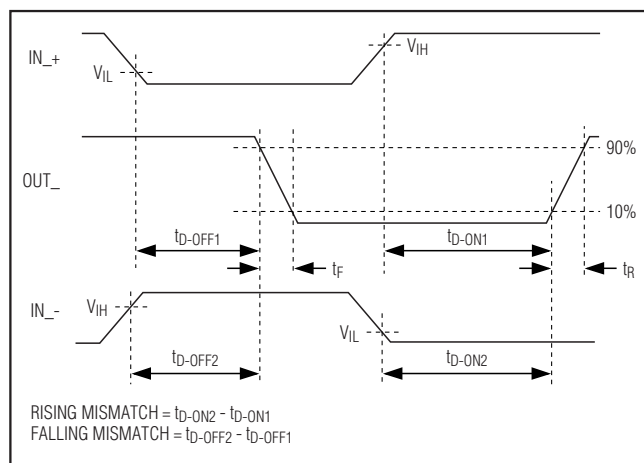 IN_+
VIL
VIH
90%
OUT_
10%
tD-OFF1
tD-ON1
tF
tR
VIH
IN_-
VIL
tD-OFF2
tD-ON2
RISING MISMATCH = tD-ON2 - tD-ON1
FALLING MISMATCH = tD-OFF2 - tD-OFF1